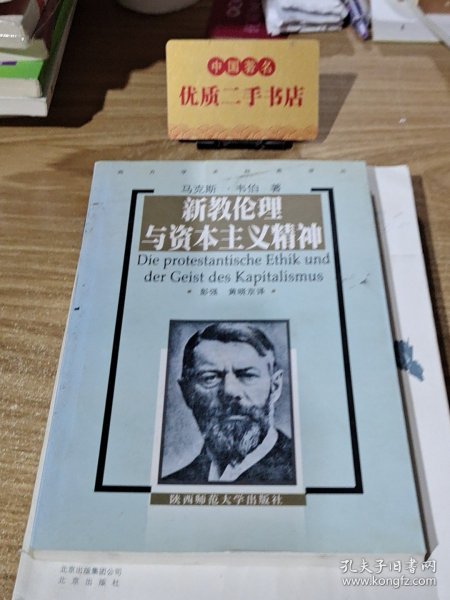 中国著名
优质二手书店
马克斯·韦伯 著
新教伦理
与资本主义精神
Die protestantische Ethik und
der Geist des Kapitalismus
彭强 黄晓京译
陕西师范大学出版社
北京出版集团公司
北京出版社
孔夫子旧书网
www.kongfz.com